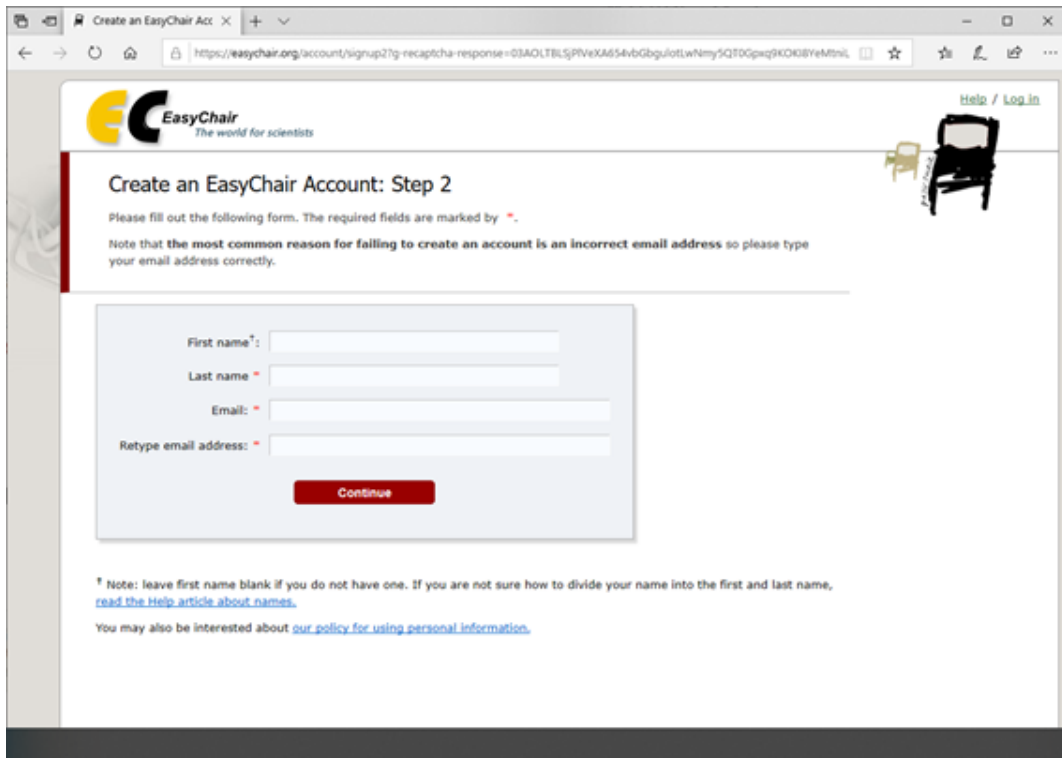 Create an EasyChair Acc
easychair.org/account/signup2?g-recaptcha-response=
Help / Log in
EC EasyChair
The world for scientists
Create an EasyChair Account: Step 2
Please fill out the following form. The required fields are marked by *.
Note that the most common reason for failing to create an account is an incorrect email address so please type
your email address correctly.
First name†:
Last name *
Email: *
Retype email address: *
Continue
† Note: leave first name blank if you do not have one. If you are not sure how to divide your name into the first and last name,
read the Help article about names.
You may also be interested about our policy for using personal information.